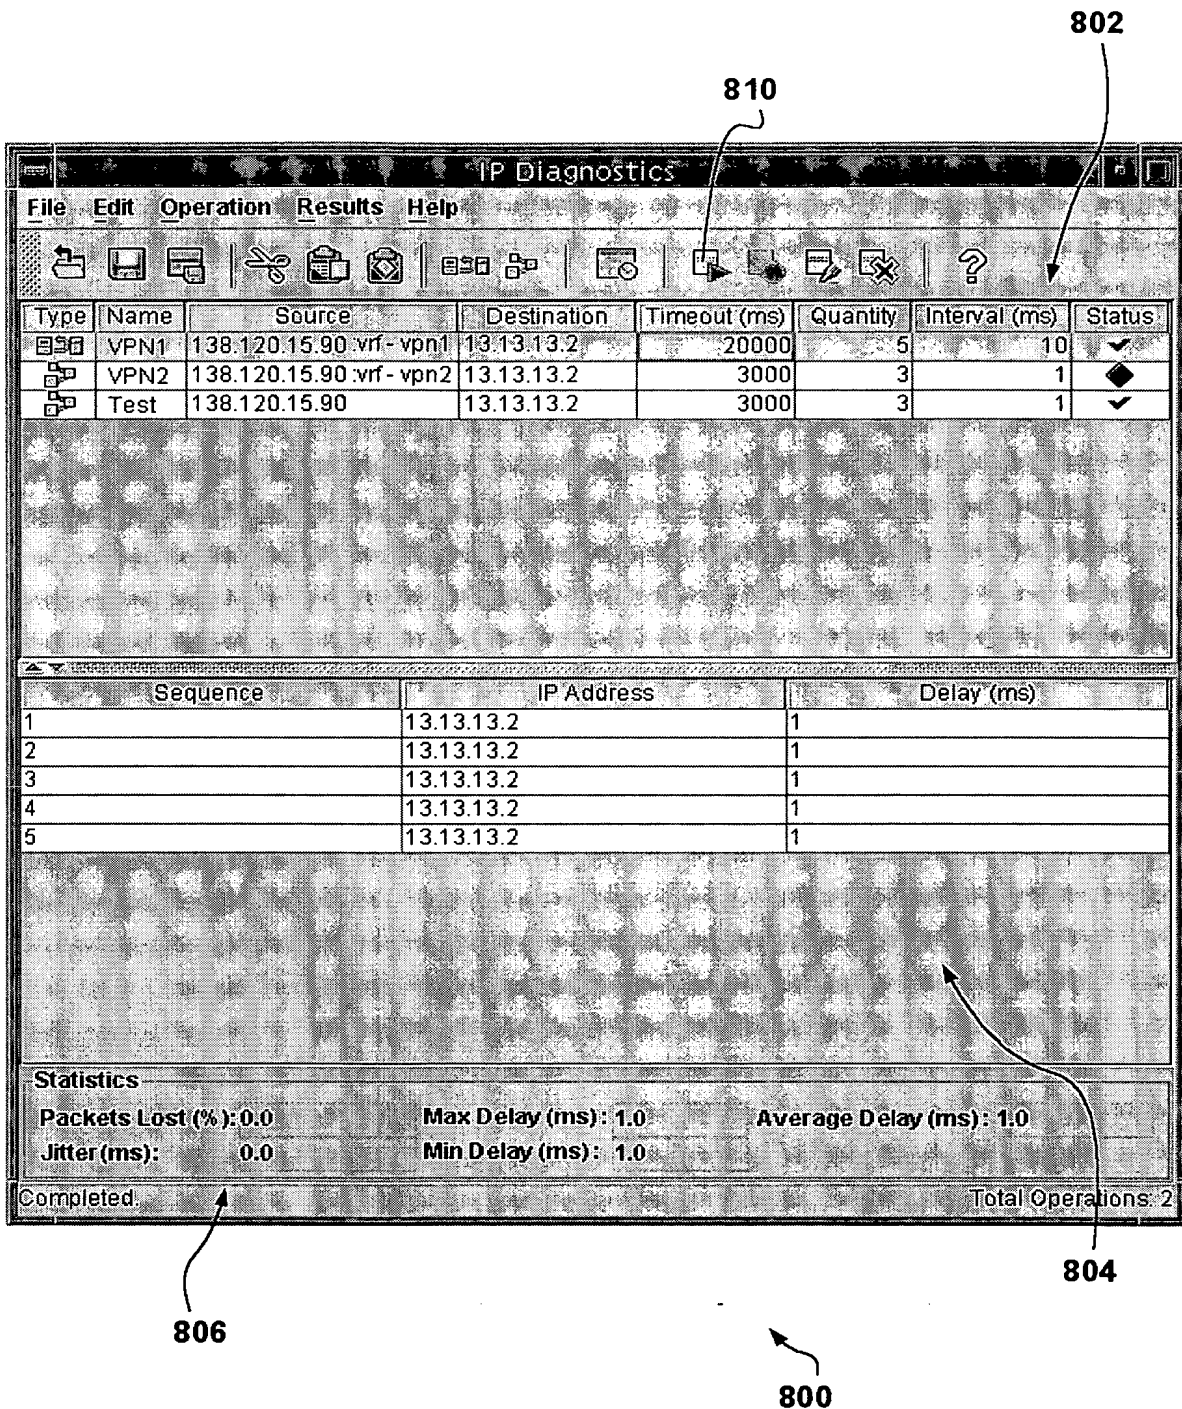 802
810
IP Diagnostics
File Edit Operation Results Help
Type Name Source Destination Timeout (ms) Quantity Interval (ms) Status
VPN1 138.120.15.90 :vrf - vpn1 13.13.13.2 20000 5 10
VPN2 138.120.15.90 :vrf - vpn2 13.13.13.2 3000 3 1
Test 138.120.15.90 13.13.13.2 3000 3 1
Sequence IP Address Delay (ms)
1 13.13.13.2 1
2 13.13.13.2 1
3 13.13.13.2 1
4 13.13.13.2 1
5 13.13.13.2 1
Statistics
Packets Lost (%): 0.0 Max Delay (ms): 1.0 Average Delay (ms): 1.0
Jitter (ms): 0.0 Min Delay (ms): 1.0
Completed. Total Operations: 2
804
806
800